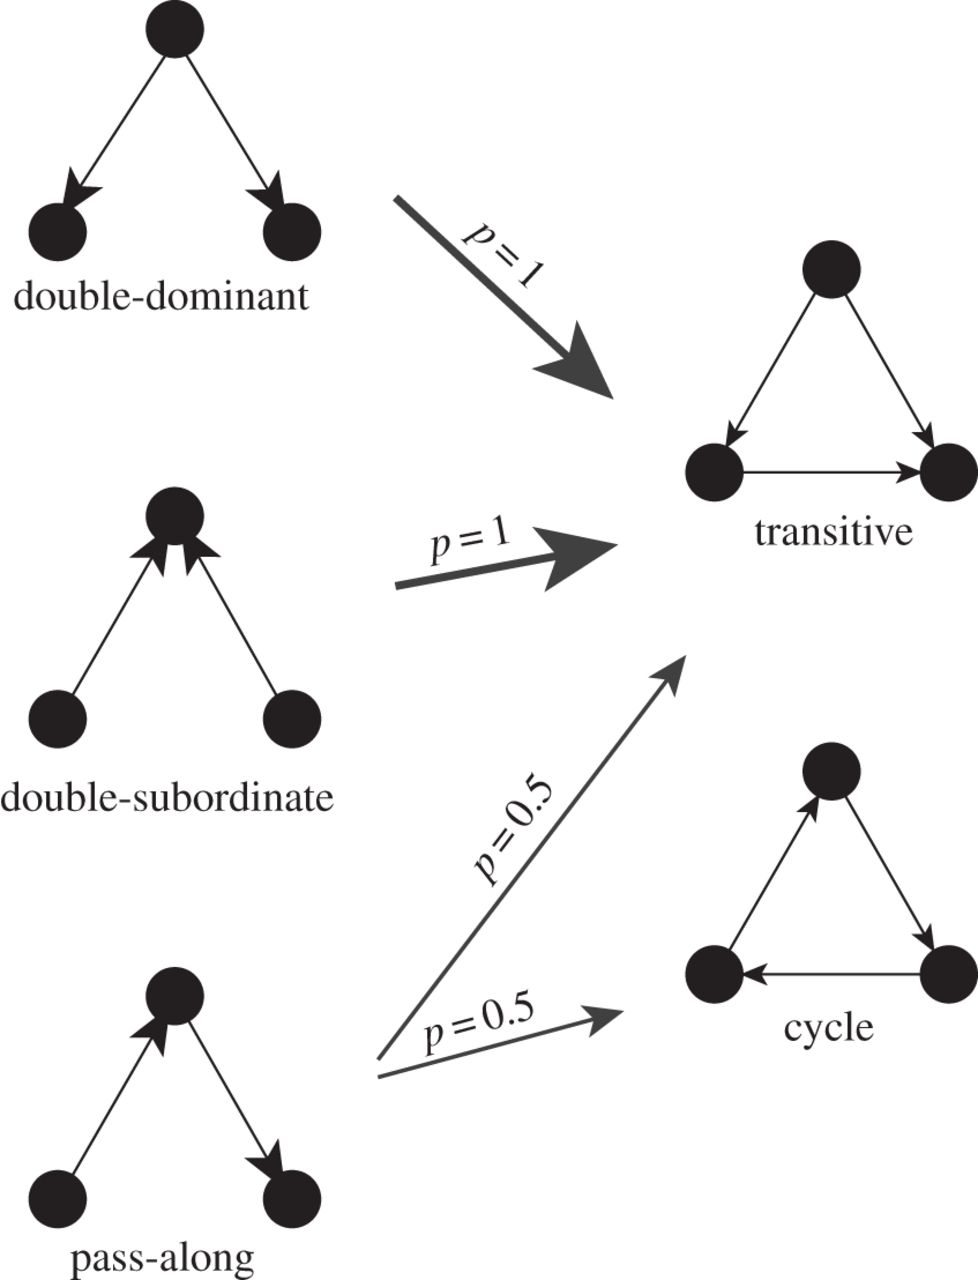 double-dominant
p = 1
transitive
p = 1
double-subordinate
p = 0.5
p = 0.5
cycle
pass-along